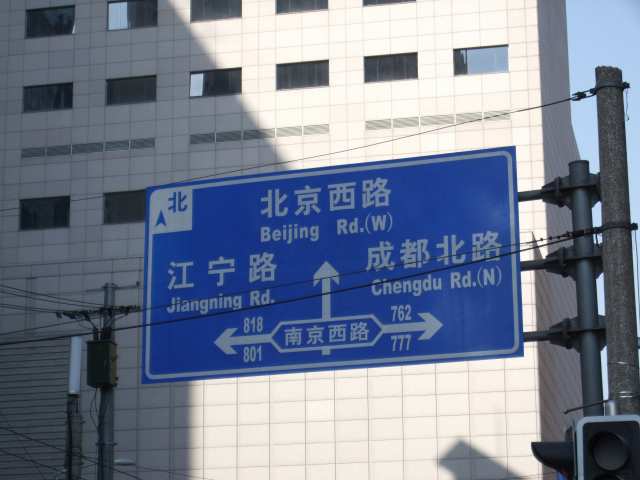 北
北京西路
Beijing Rd.(W)
江宁路
Jiangning Rd.
成都北路
Chengdu Rd.(N)
818
801
南京西路
762
777